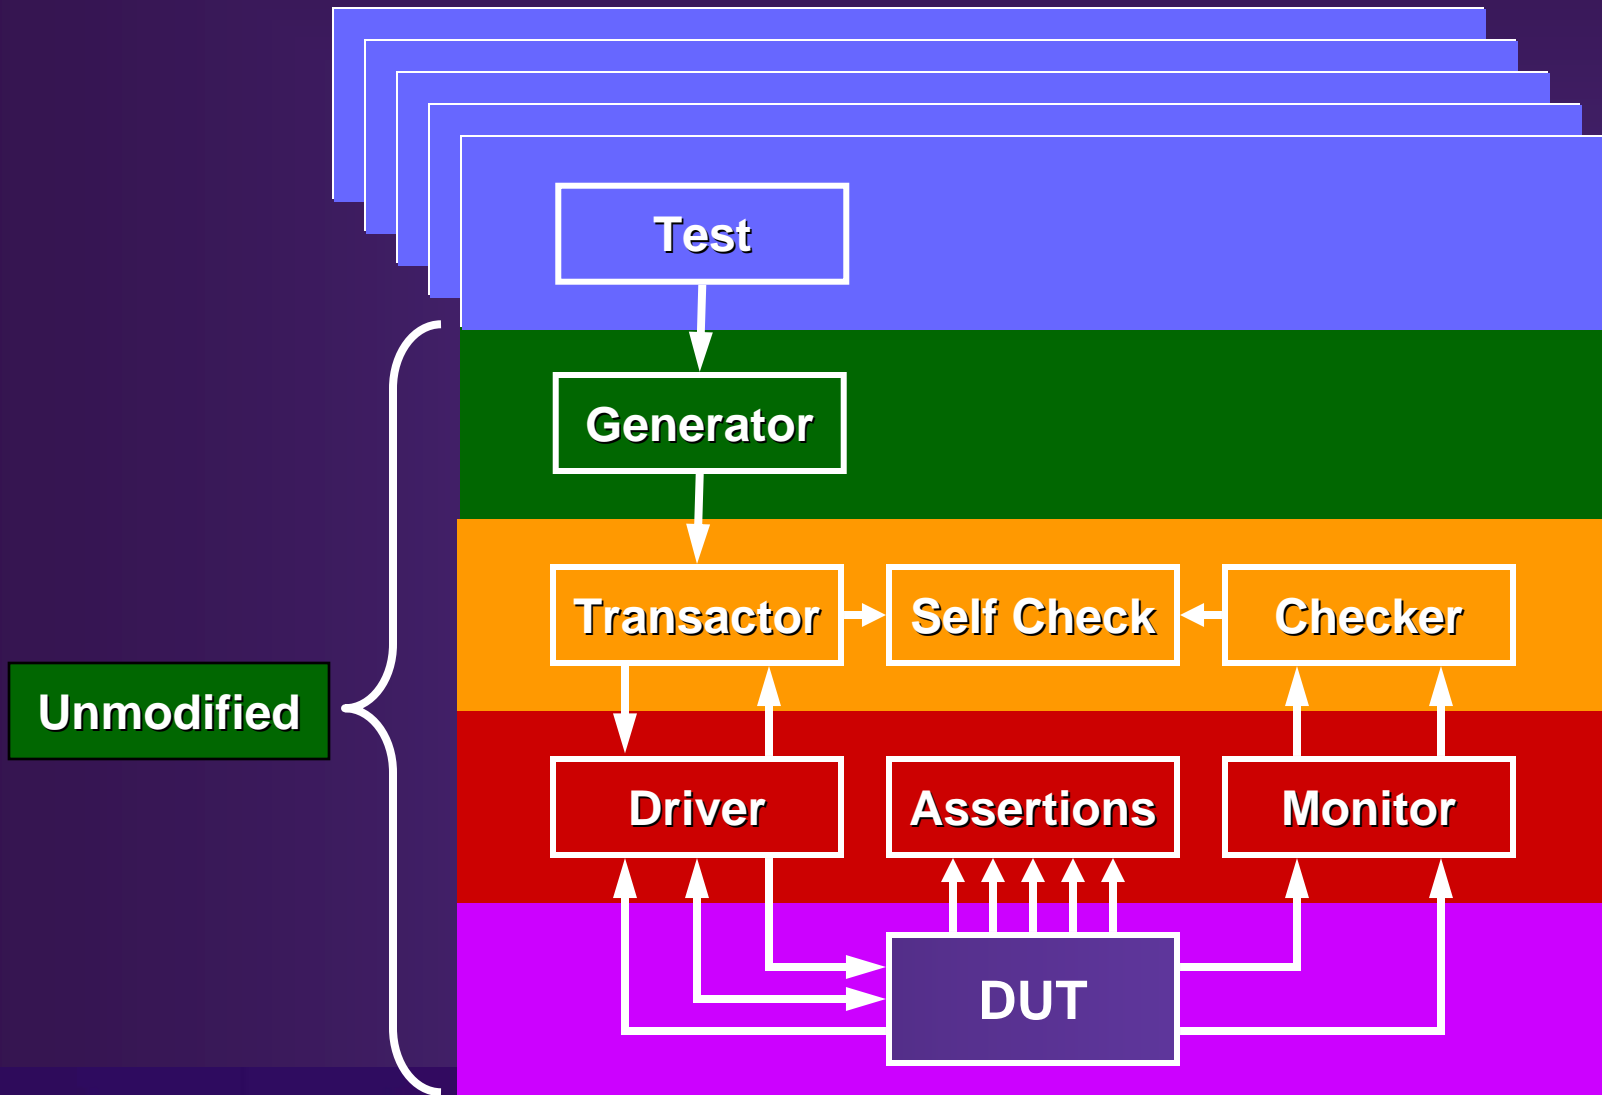 Test
Generator
Transactor
Self Check
Checker
Unmodified
Driver
Assertions
Monitor
DUT